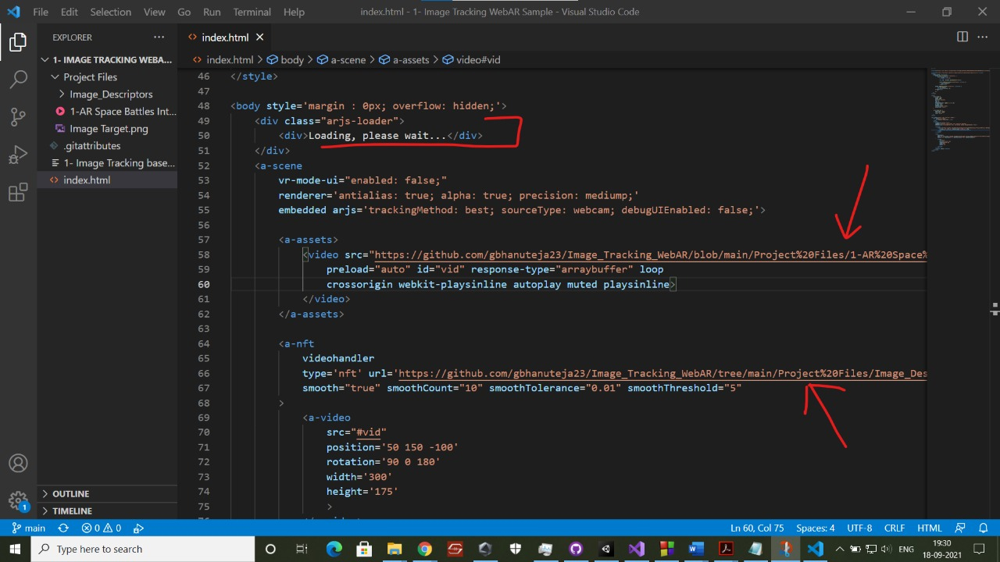 File Edit Selection View Go Run Terminal Help index.html - 1- Image Tracking WebAR Sample - Visual Studio Code
EXPLORER
1- IMAGE TRACKING WEBA...
Project Files
Image_Descriptors
1-AR Space Battles Int...
Image Target.png
.gitattributes
1- Image Tracking base...
index.html
OUTLINE
TIMELINE
index.html
index.html > body > a-scene > a-assets > video#vid
46 </style>
47
48 <body style='margin : 0px; overflow: hidden;'>
49 <div class="arjs-loader">
50 <div>Loading, please wait...</div>
51 </div>
52 <a-scene
53 vr-mode-ui="enabled: false;"
54 renderer='antialias: true; alpha: true; precision: mediump;'
55 embedded arjs='trackingMethod: best; sourceType: webcam; debugUIEnabled: false;'>
56
57 <a-assets>
58 <video src="https://github.com/gbhanuteja23/Image_Tracking_WebAR/blob/main/Project%20Files/1-AR%20Space%
59 preload="auto" id="vid" response-type="arraybuffer" loop
60 crossorigin webkit-playsinline autoplay muted playsinline>
61 </video>
62 </a-assets>
63
64 <a-nft
65 videohandler
66 type='nft' url='https://github.com/gbhanuteja23/Image_Tracking_WebAR/tree/main/Project%20Files/Image_Des
67 smooth="true" smoothCount="10" smoothTolerance="0.01" smoothThreshold="5"
68 >
69 <a-video
70 src="#vid"
71 position='50 150 -100'
72 rotation='90 0 180'
73 width='300'
74 height='175'
75 >
1
main 0 0 Ln 60, Col 75 Spaces: 4 UTF-8 CRLF HTML
Type here to search
ENG
19:30
18-09-2021